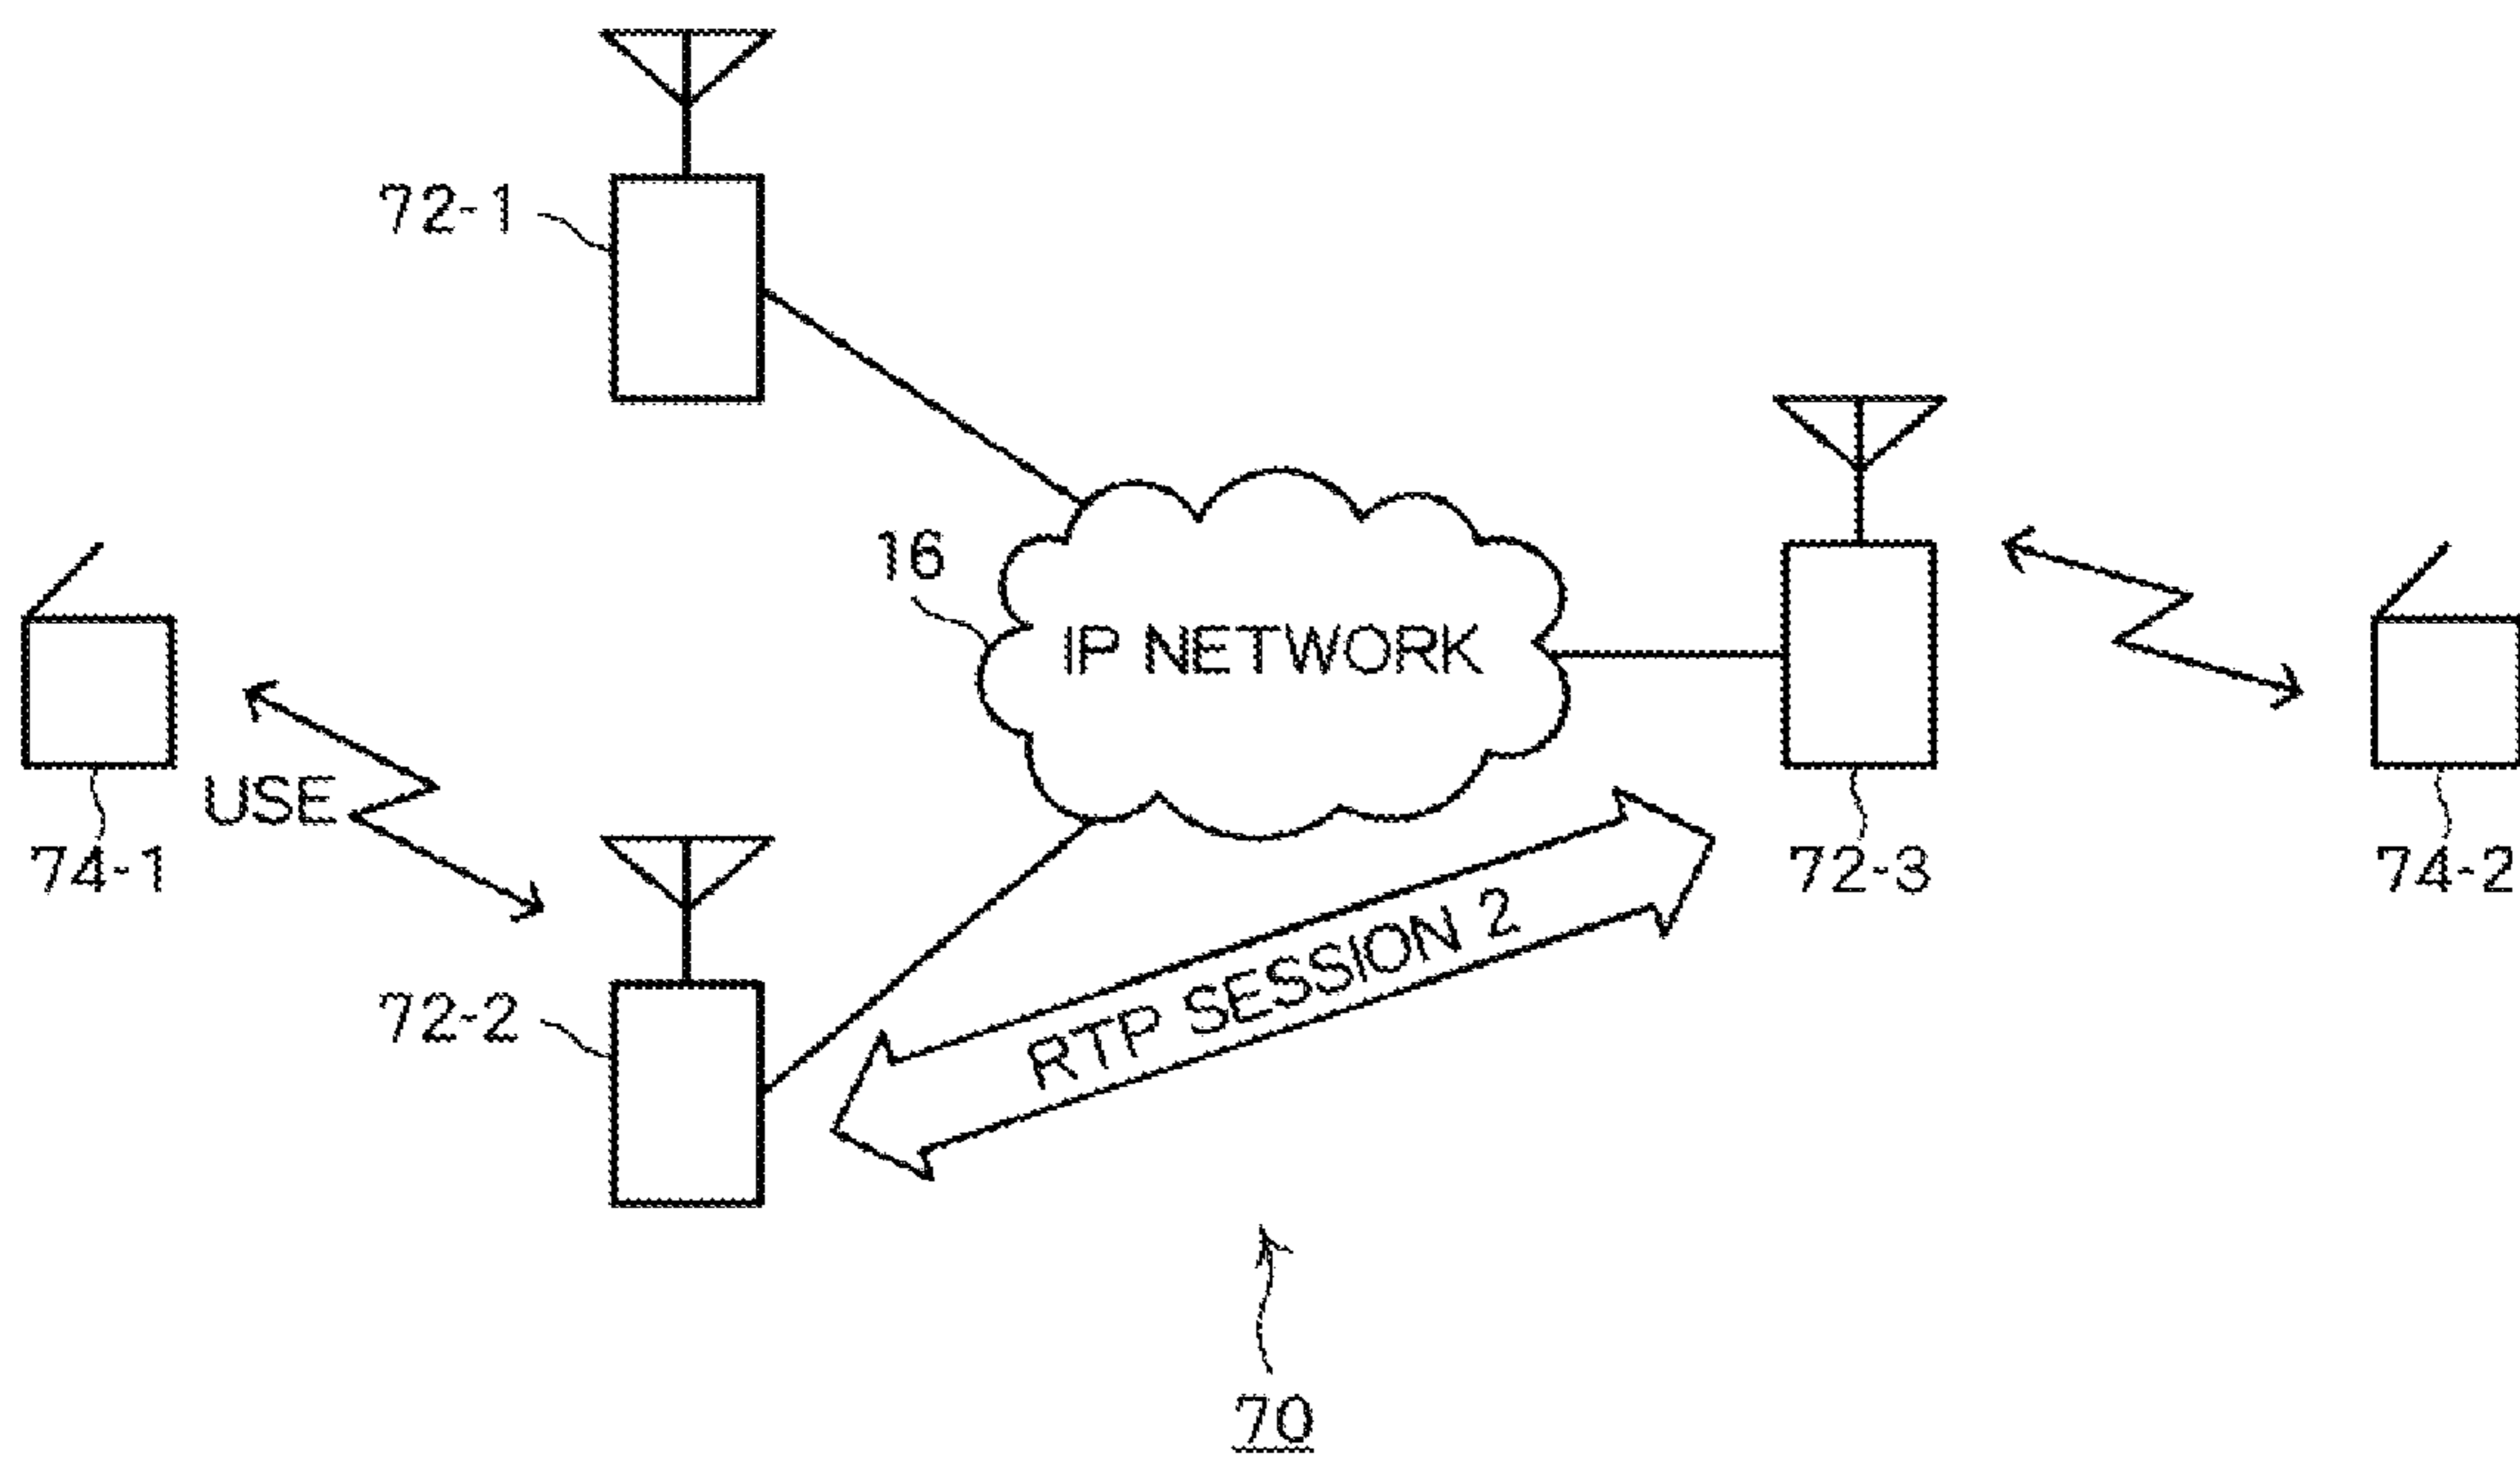 72-1
16
IP NETWORK
USE
74-1
72-3
74-2
72-2
RTP SESSION 2
70